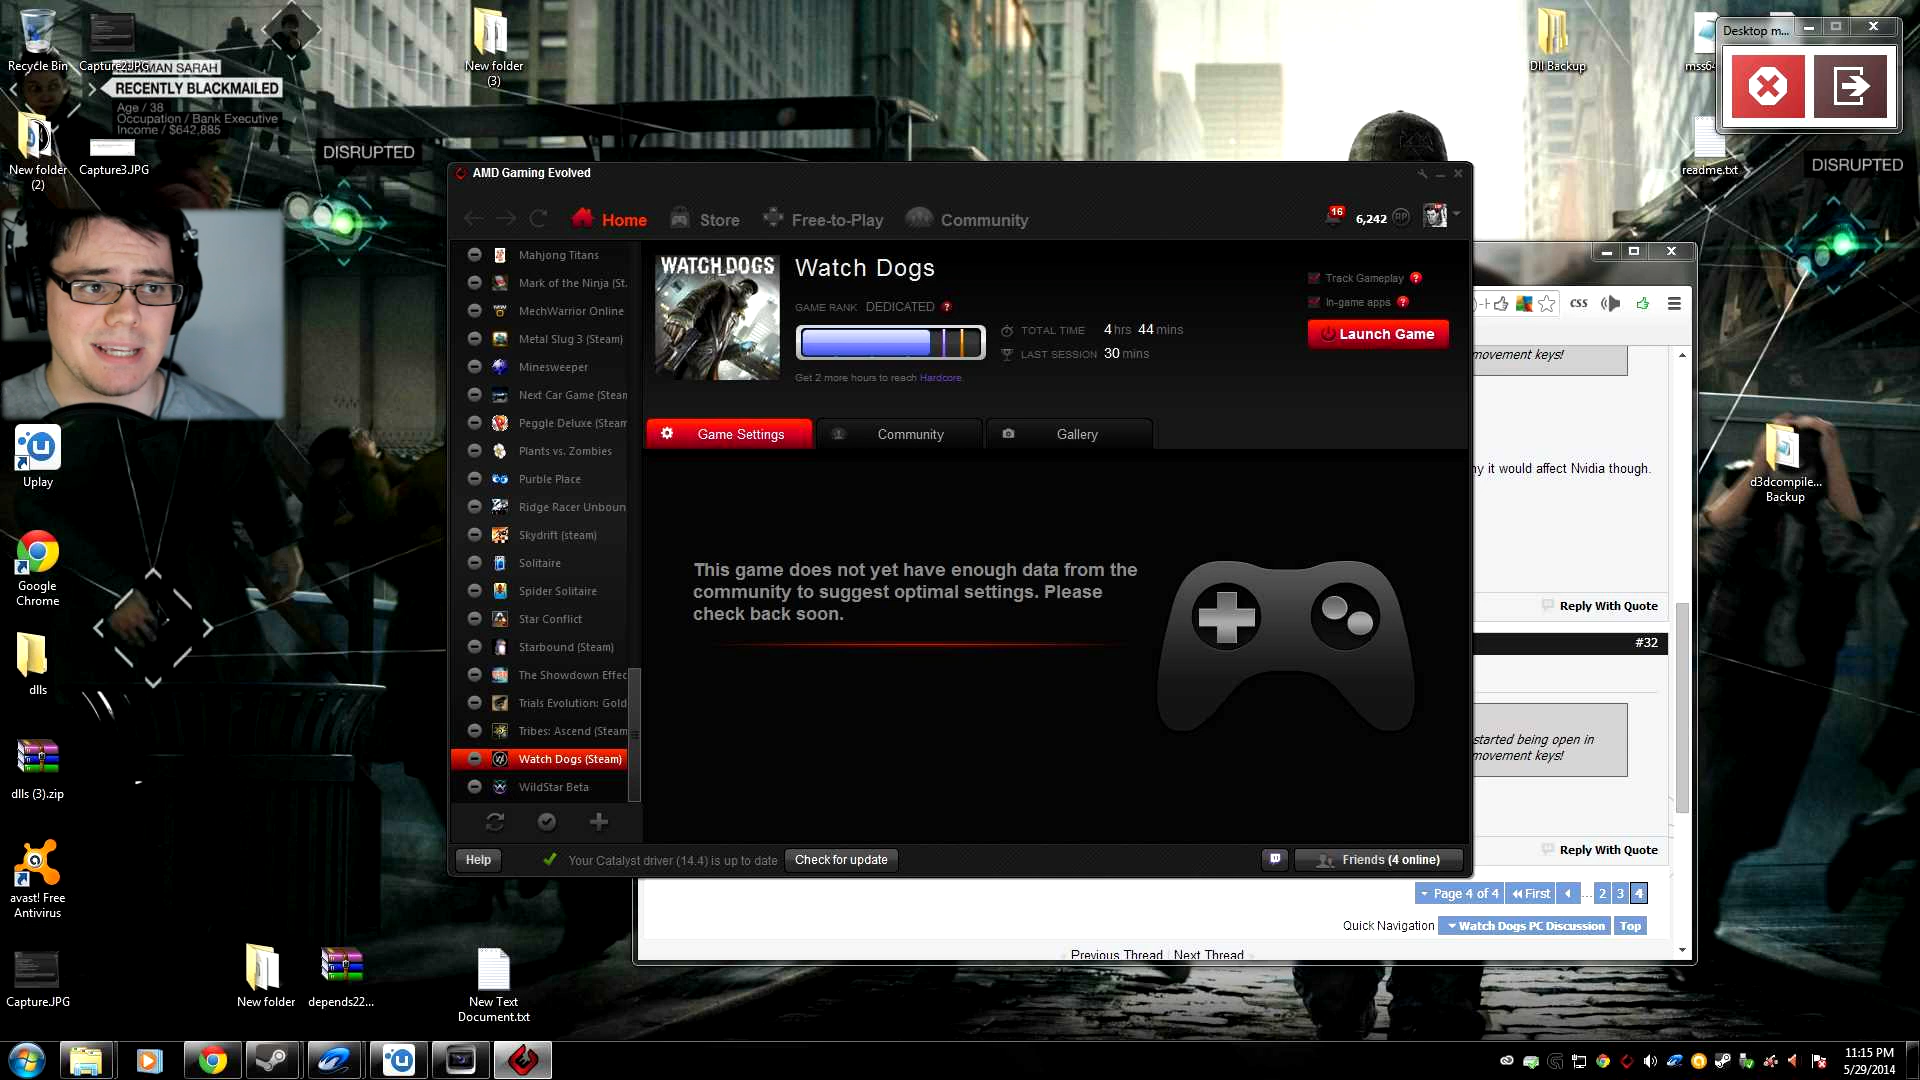 Recycle Bin
Capture2.JPG
New folder
(3)
Dll Backup
Desktop m...
RECENTLY BLACKMAILED
Age / 38
Occupation / Bank Executive
Income / $642,885
DISRUPTED
DISRUPTED
New folder
(2)
Capture3.JPG
readme.txt
AMD Gaming Evolved
Home
Store
Free-to-Play
Community
16
6,242
RP
Mahjong Titans
Mark of the Ninja (St.
MechWarrior Online
Metal Slug 3 (Steam)
Minesweeper
Next Car Game (Stear
Peggle Deluxe (Steam
Plants vs. Zombies
Purble Place
Ridge Racer Unboun
Skydrift (steam)
Solitaire
Spider Solitaire
Star Conflict
Starbound (Steam)
The Showdown Effec
Trials Evolution: Gold
Tribes: Ascend (Steam
Watch Dogs (Steam)
WildStar Beta
WATCH_DOGS
Watch Dogs
GAME RANK DEDICATED ?
TOTAL TIME 4 hrs 44 mins
LAST SESSION 30 mins
Get 2 more hours to reach Hardcore.
Track Gameplay ?
In-game apps ?
Launch Game
Game Settings
Community
Gallery
This game does not yet have enough data from the
community to suggest optimal settings. Please
check back soon.
Help
Your Catalyst driver (14.4) is up to date
Check for update
Friends (4 online)
css
movement keys!
hy it would affect Nvidia though.
Reply With Quote
#32
started being open in
movement keys!
Reply With Quote
Page 4 of 4
First
...
2
3
4
Quick Navigation
Watch Dogs PC Discussion
Top
Previous Thread | Next Thread
Uplay
Google
Chrome
dlls
dlls (3).zip
avast! Free
Antivirus
Capture.JPG
New folder
depends22...
New Text
Document.txt
d3dcompile...
Backup
11:15 PM
5/29/2014